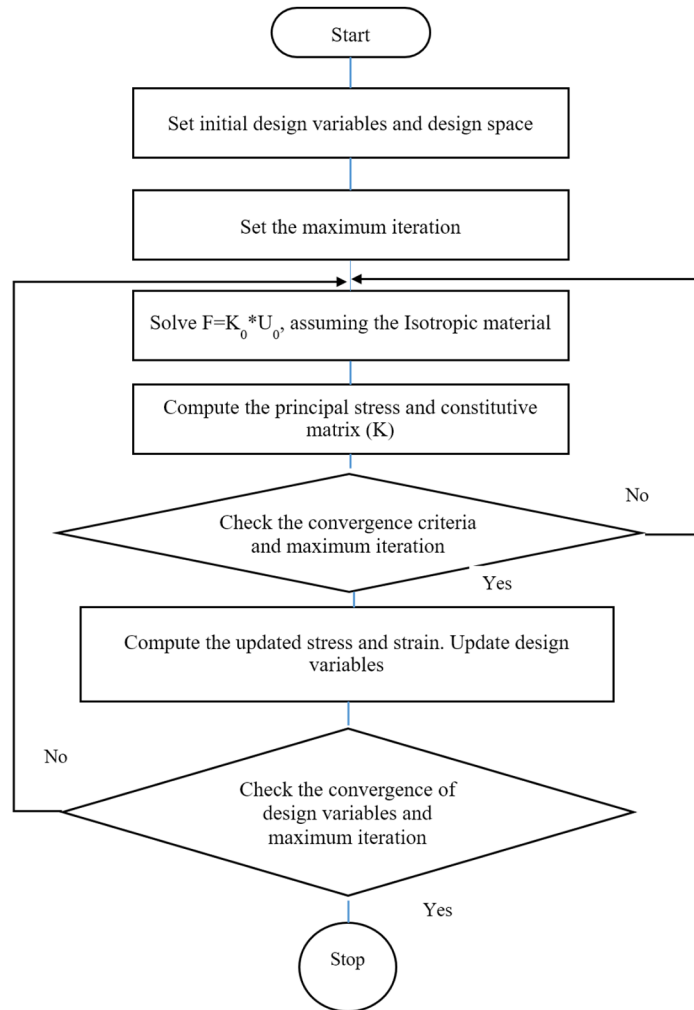 Start
Set initial design variables and design space
Set the maximum iteration
Solve F=K₀*U₀, assuming the Isotropic material
Compute the principal stress and constitutive
matrix (K)
No
Check the convergence criteria
and maximum iteration
Yes
Compute the updated stress and strain. Update design
variables
No
Check the convergence of
design variables and
maximum iteration
Yes
Stop